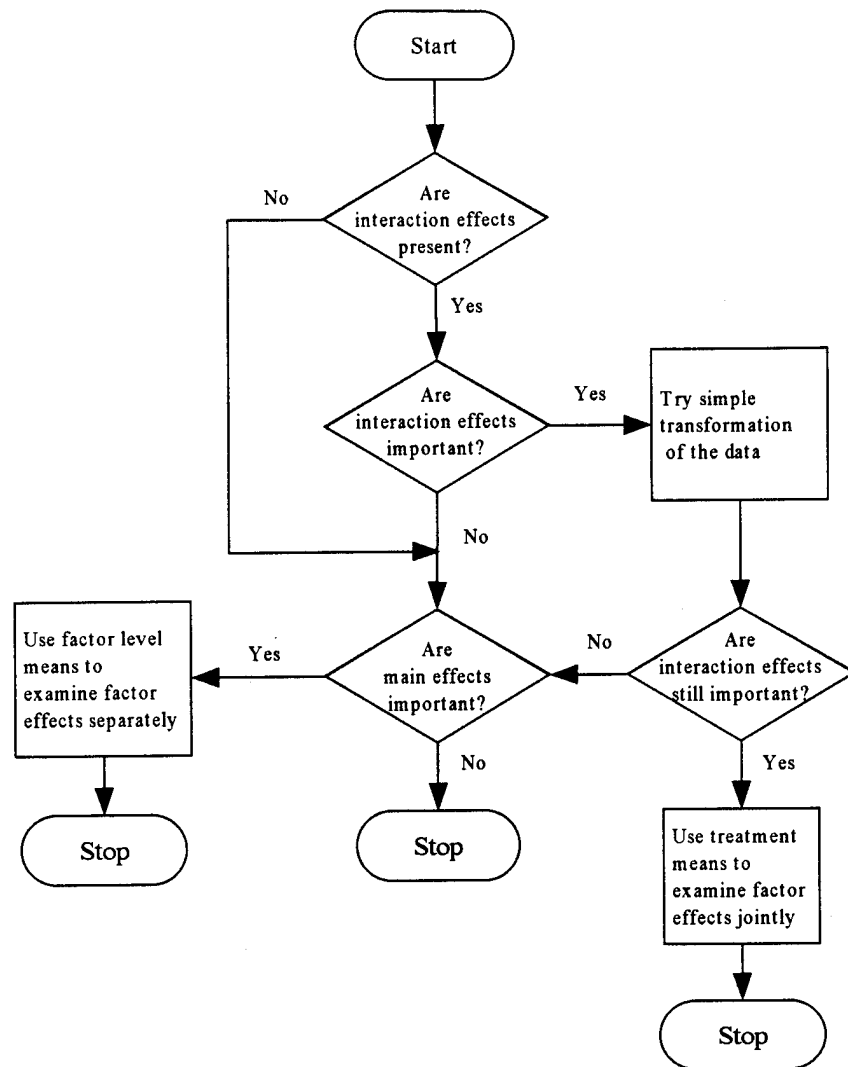 Start
No
Are
interaction effects
present?
Yes
Are
interaction effects
important?
Yes
Try simple
transformation
of the data
No
Use factor level
means to
examine factor
effects separately
Yes
Are
main effects
important?
No
Are
interaction effects
still important?
No
Yes
Stop
Stop
Use treatment
means to
examine factor
effects jointly
Stop